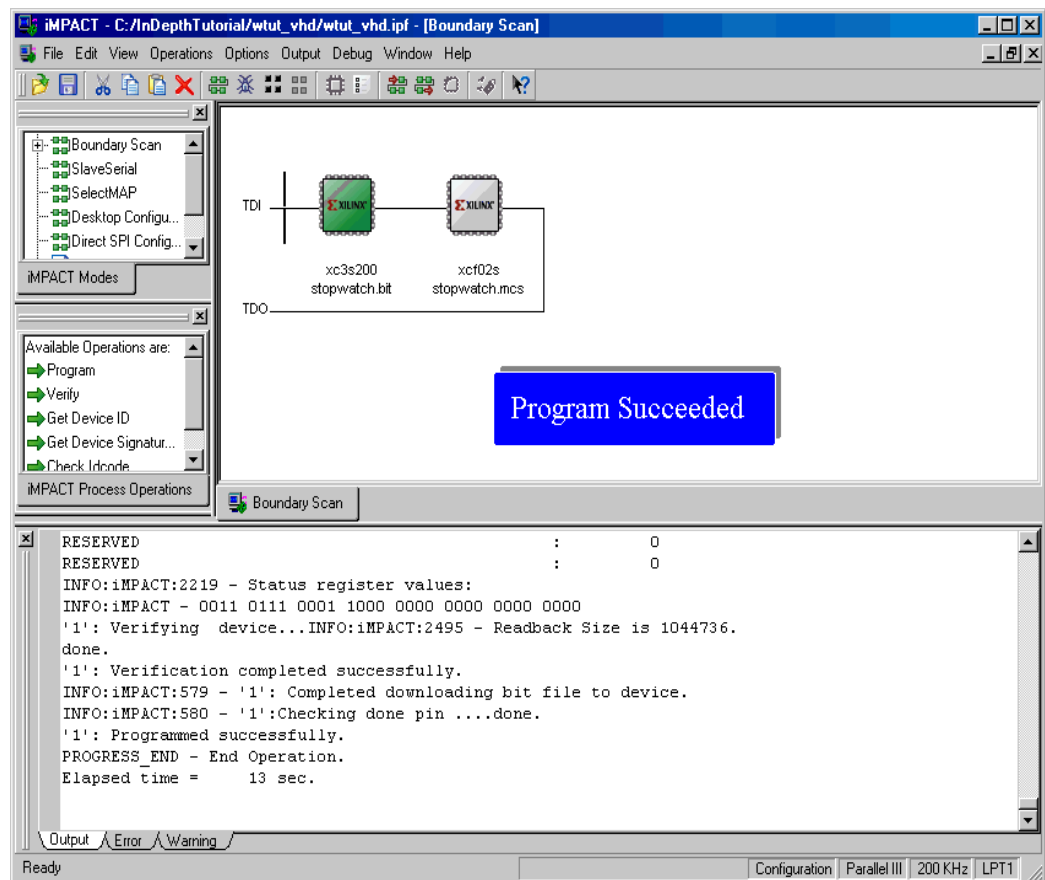 iMPACT - C:/InDepthTutorial/wtut_vhd/wtut_vhd.ipf - [Boundary Scan]
File Edit View Operations Options Output Debug Window Help
Boundary Scan
SlaveSerial
SelectMAP
Desktop Configu...
Direct SPI Config...
iMPACT Modes
Available Operations are:
Program
Verify
Get Device ID
Get Device Signatur...
Check Idcode
iMPACT Process Operations
TDI
XILINX
XILINX
xc3s200
xcf02s
stopwatch.bit
stopwatch.mcs
TDO
Program Succeeded
Boundary Scan
RESERVED : 0
RESERVED : 0
INFO:iMPACT:2219 - Status register values:
INFO:iMPACT - 0011 0111 0001 1000 0000 0000 0000 0000
'1': Verifying device...INFO:iMPACT:2495 - Readback Size is 1044736.
done.
'1': Verification completed successfully.
INFO:iMPACT:579 - '1': Completed downloading bit file to device.
INFO:iMPACT:580 - '1':Checking done pin ....done.
'1': Programmed successfully.
PROGRESS_END - End Operation.
Elapsed time = 13 sec.
Output Error Warning
Ready
Configuration Parallel III 200 KHz LPT1